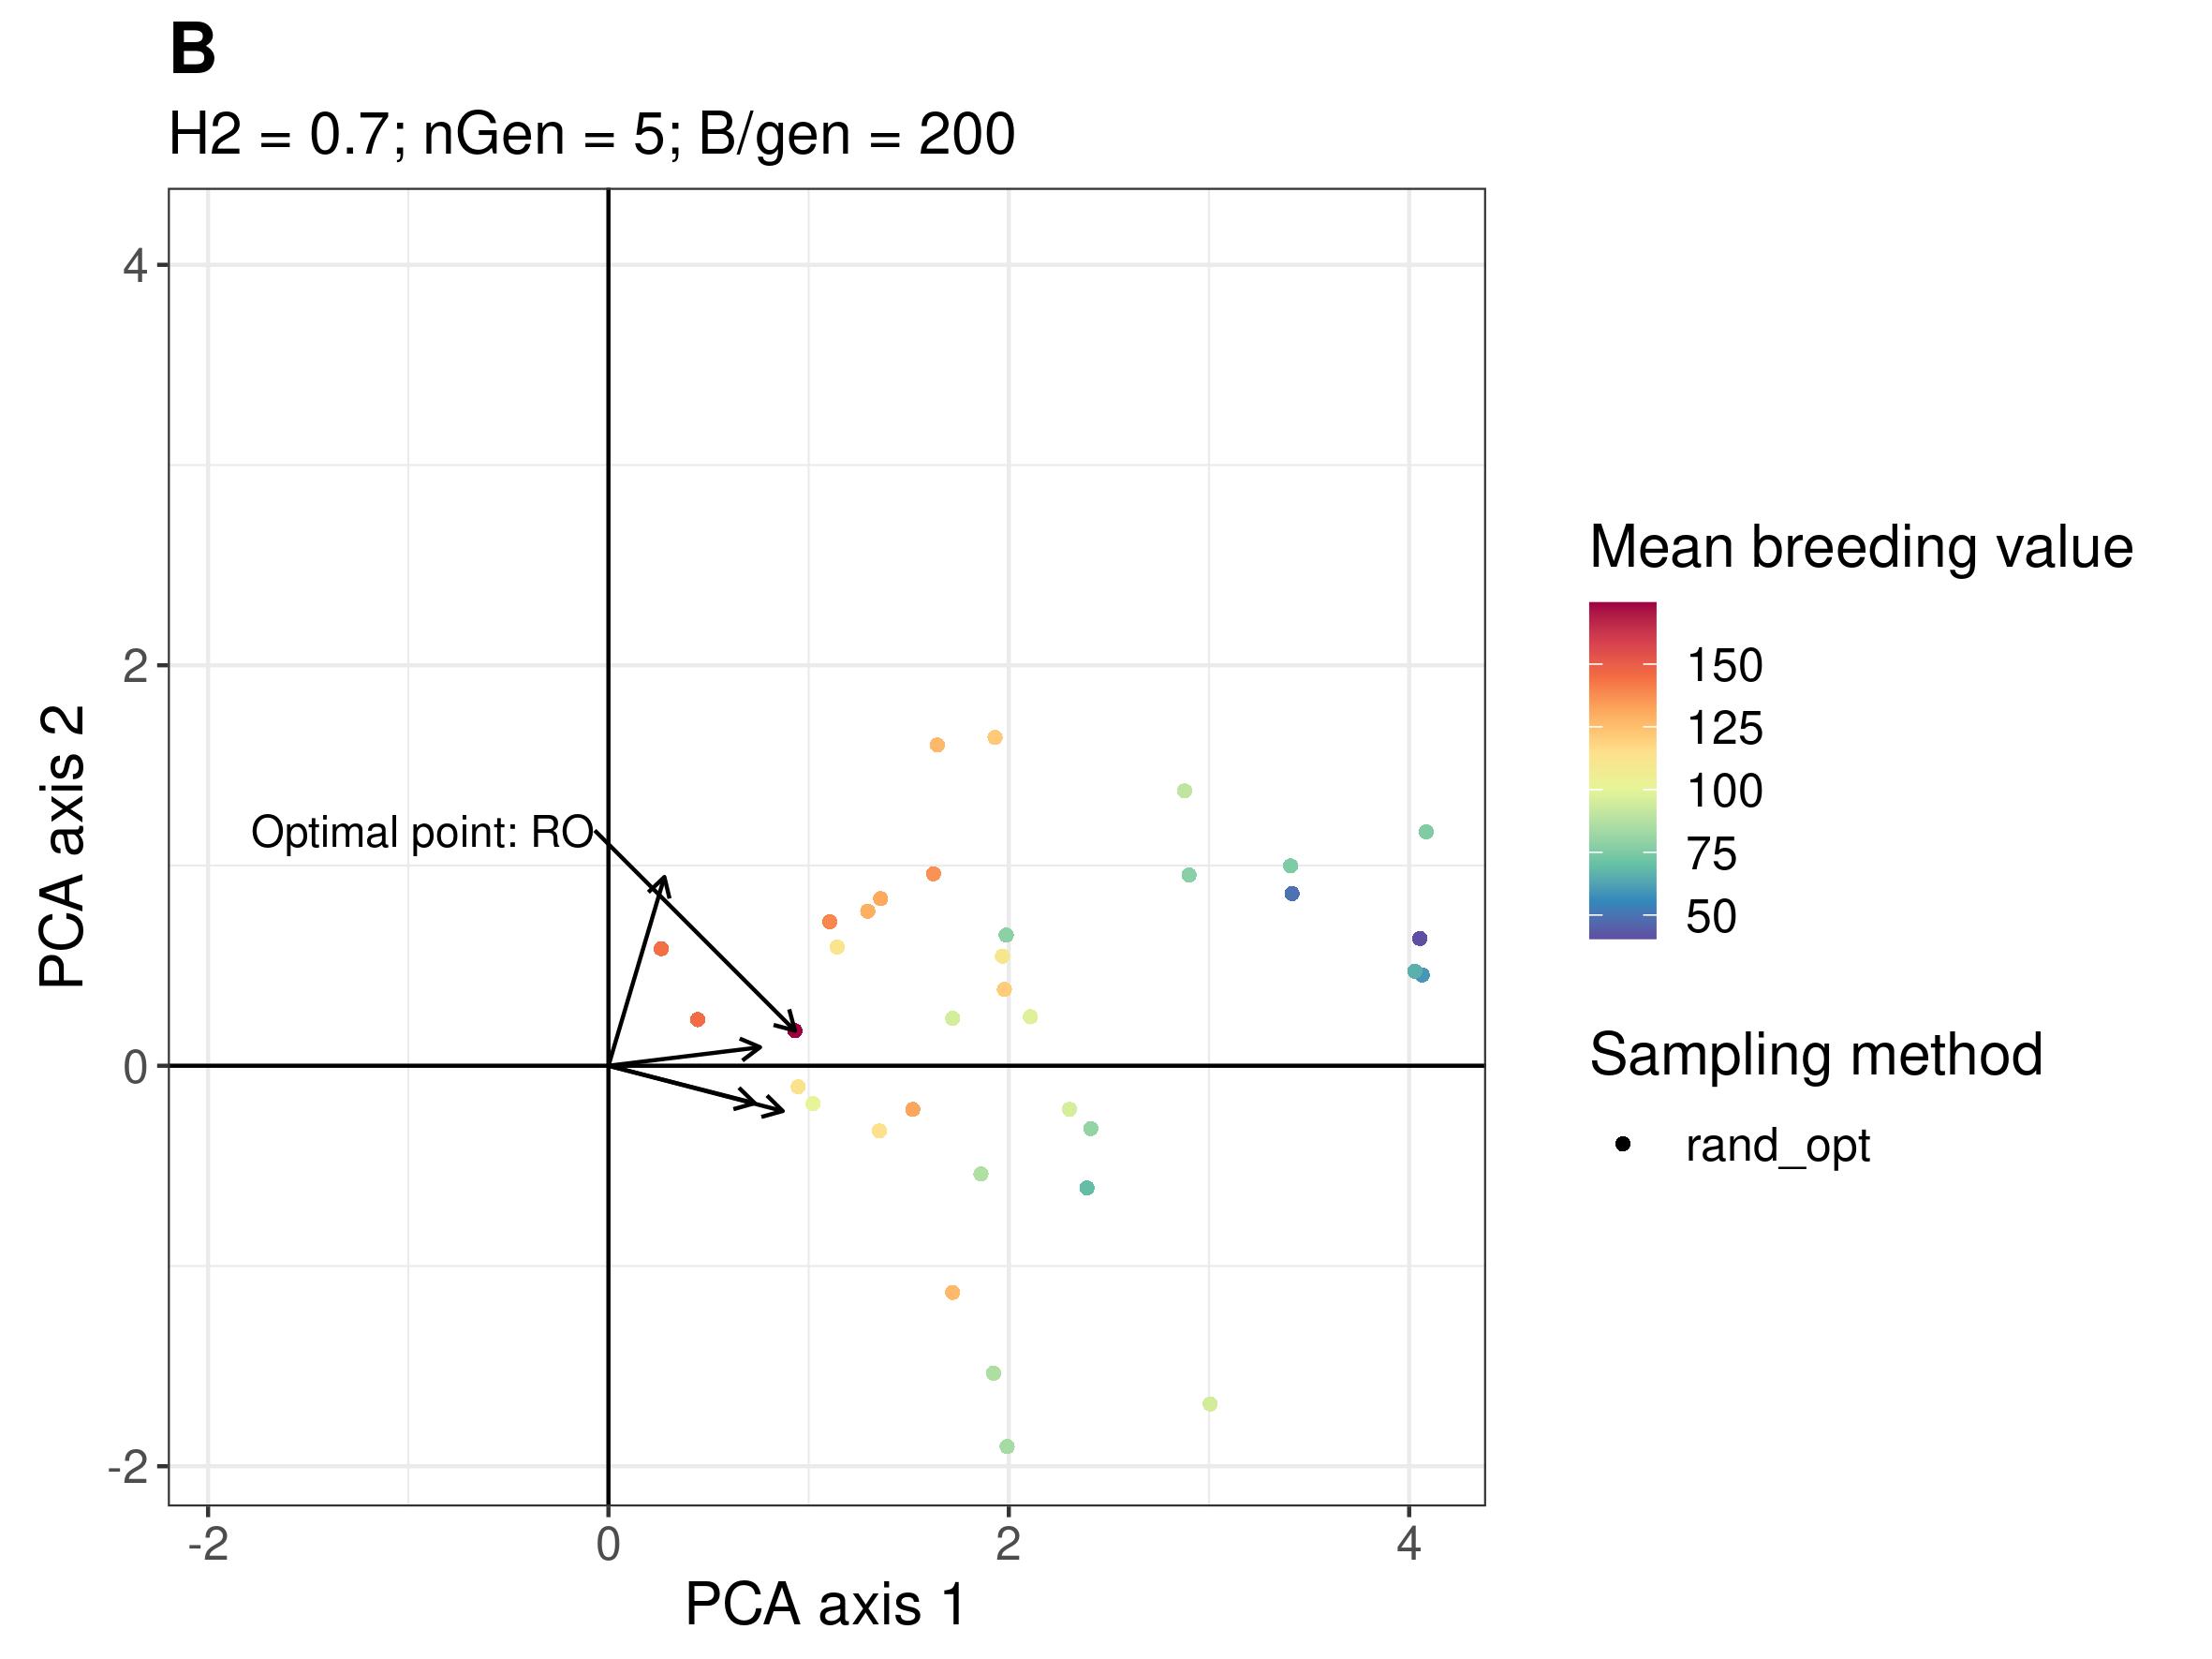 B
H2 = 0.7; nGen = 5; B/gen = 200
4
2
0
-2
PCA axis 2
Optimal point: RO
-2
0
2
4
PCA axis 1
Mean breeding value
150
125
100
75
50
Sampling method
rand_opt